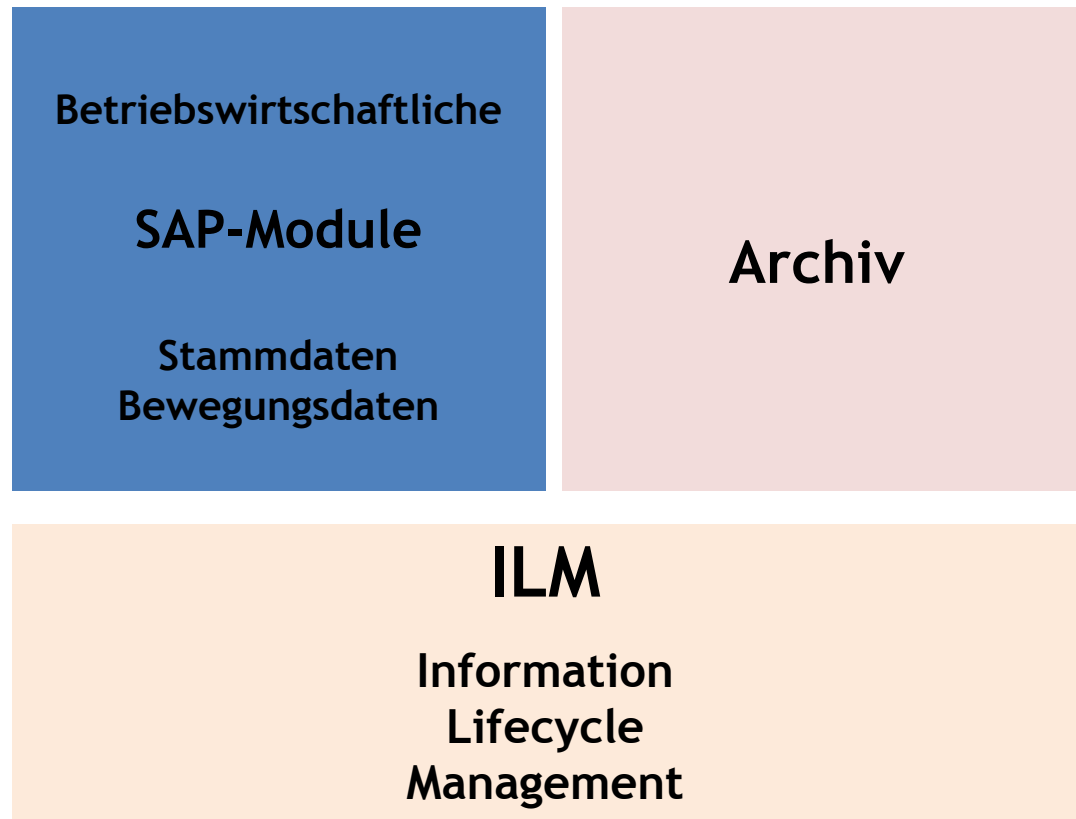 Betriebswirtschaftliche
SAP-Module
Stammdaten
Bewegungsdaten
Archiv
ILM
Information
Lifecycle
Management